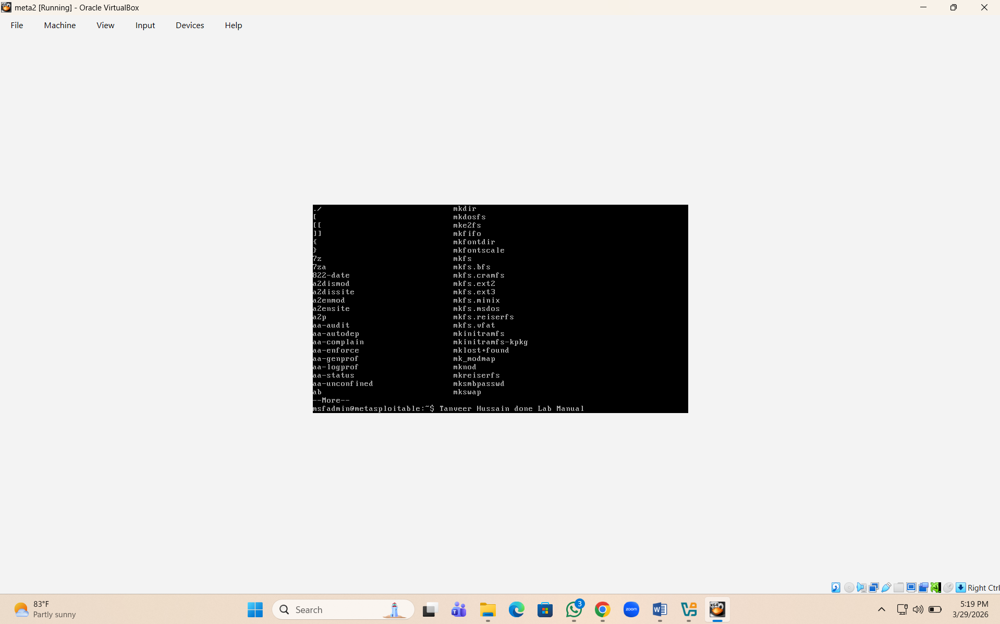 meta2 [Running] - Oracle VirtualBox
File Machine View Input Devices Help
./ mkdir
[ mkdosfs
[[ mke2fs
]] mkfifo
{ mkfontdir
} mkfontscale
7z mkfs
7za mkfs.bfs
822-date mkfs.cramfs
a2dismod mkfs.ext2
a2dissite mkfs.ext3
a2enmod mkfs.minix
a2ensite mkfs.msdos
a2p mkfs.reiserfs
aa-audit mkfs.vfat
aa-autodep mkinitramfs
aa-complain mkinitramfs-kpkg
aa-enforce mklost+found
aa-genprof mk_modmap
aa-logprof mknod
aa-status mkreiserfs
aa-unconfined mksmbpasswd
ab mkswap
--More--
msfadmin@metasploitable:~$ Tanveer Hussain done Lab Manual
Right Ctrl
83°F
Partly sunny
Search
3
zoom
X64
5:19 PM
3/29/2026